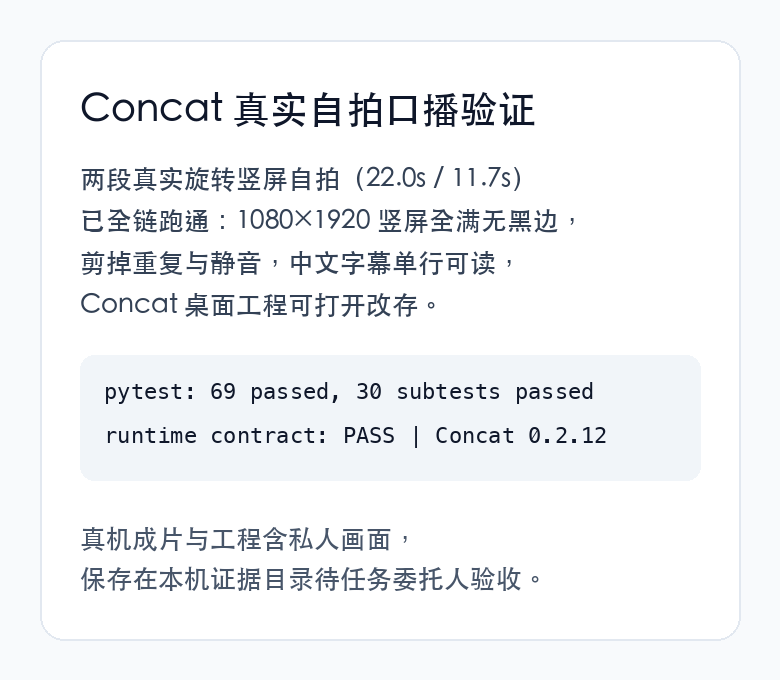 Concat 真实自拍口播验证
两段真实旋转竖屏自拍（22.0s / 11.7s）
已全链跑通：1080×1920 竖屏全满无黑边，
剪掉重复与静音，中文字幕单行可读，
Concat 桌面工程可打开改存。
pytest: 69 passed, 30 subtests passed
runtime contract: PASS | Concat 0.2.12
真机成片与工程含私人画面，
保存在本机证据目录待任务委托人验收。